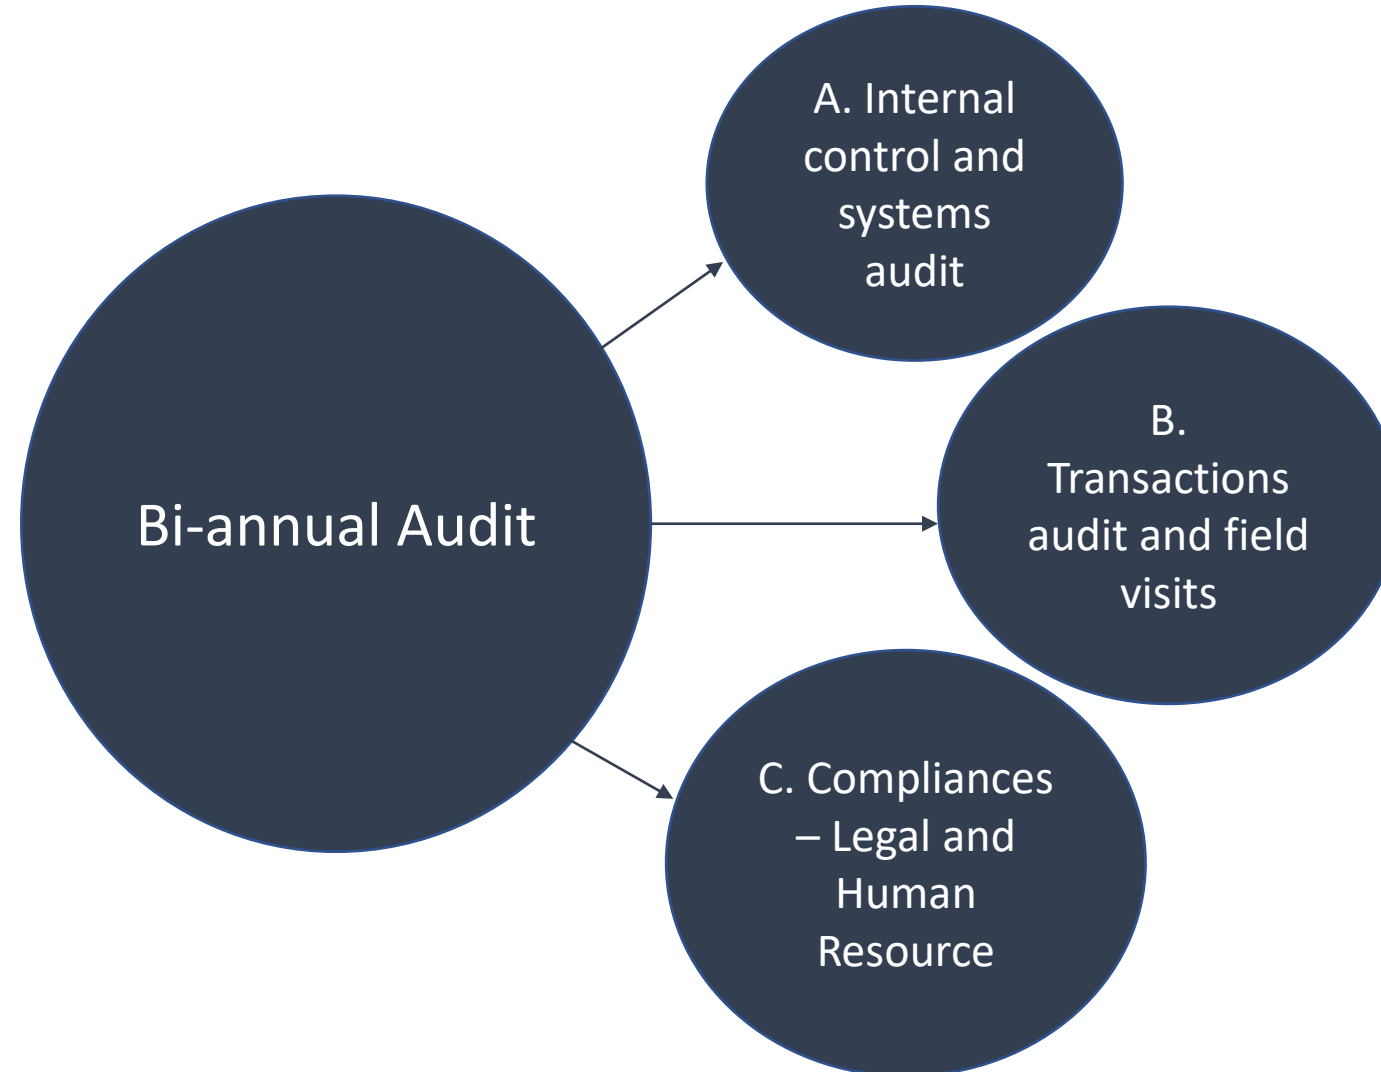 A. Internal
control and
systems
audit
Bi-annual Audit
B.
Transactions
audit and field
visits
C. Compliances
– Legal and
Human
Resource